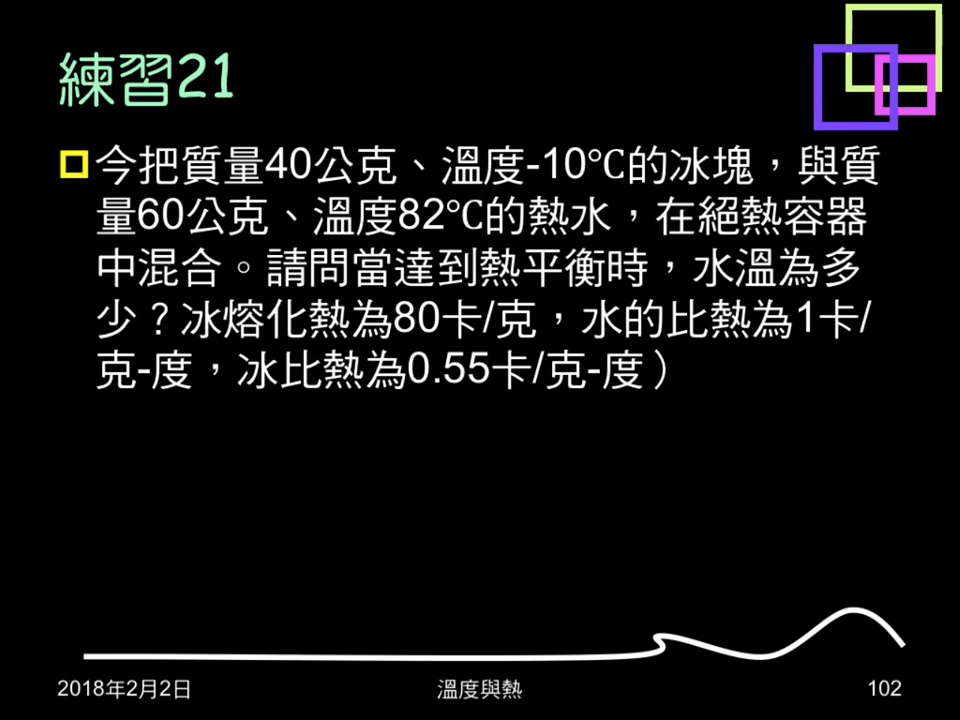 練習21
今把質量40公克、溫度-10℃的冰塊，與質
量60公克、溫度82℃的熱水，在絕熱容器
中混合。請問當達到熱平衡時，水溫為多
少？冰熔化熱為80卡/克，水的比熱為1卡/
克-度，冰比熱為0.55卡/克-度）
2018年2月2日
溫度與熱
102